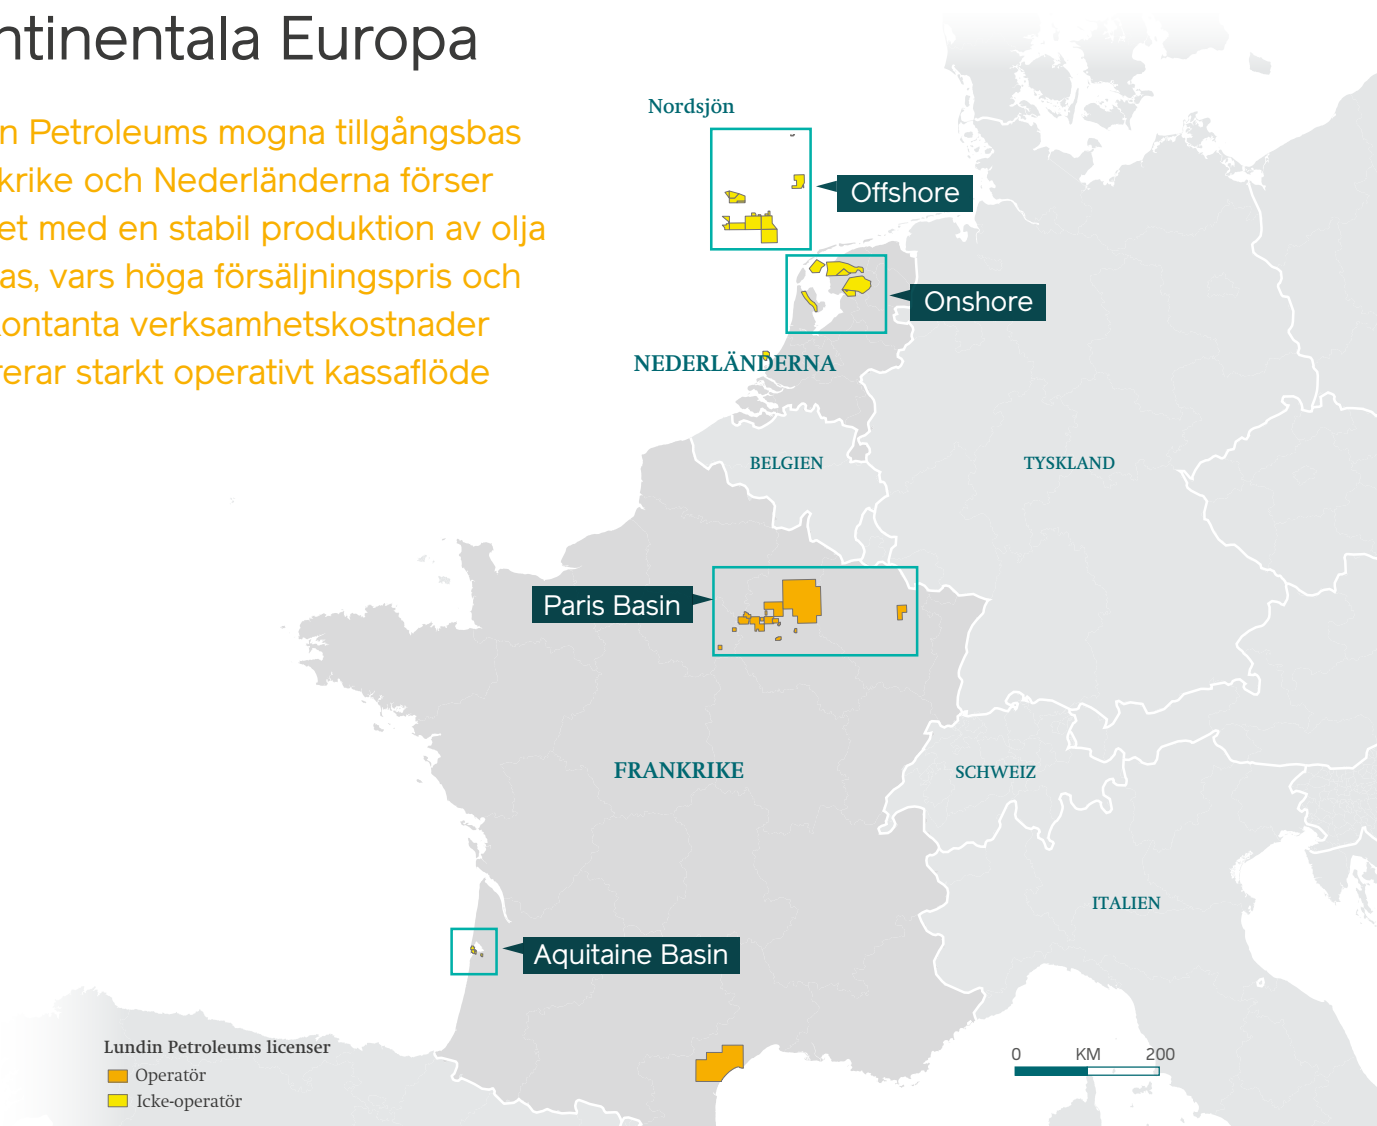 ntinentala Europa
n Petroleums mogna tillgångsbas
krike och Nederländerna förser
et med en stabil produktion av olja
as, vars höga försäljningspris och
ontanta verksamhetskostnader
rerar starkt operativt kassaflöde
Nordsjön
Offshore
Onshore
NEDERLÄNDERNA
BELGIEN
TYSKLAND
Paris Basin
FRANKRIKE
SCHWEIZ
ITALIEN
Aquitaine Basin
Lundin Petroleums licenser
Operatör
Icke-operatör
0 KM 200